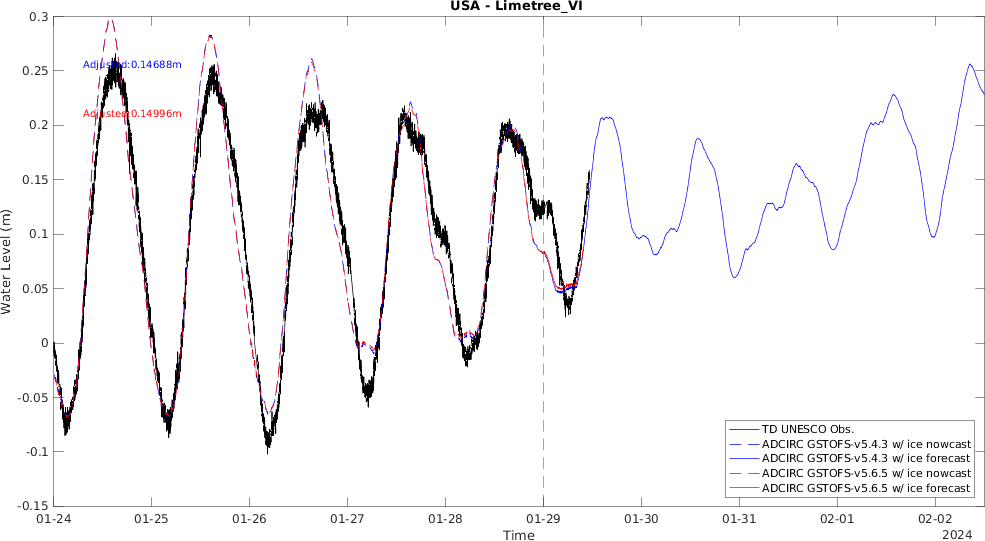 USA - Limetree_VI
0.3
0.25
0.2
0.15
0.1
0.05
0
-0.05
-0.1
-0.15
Water Level (m)
Adjusted:0.14688m
Adjusted:0.14996m
TD UNESCO Obs.
ADCIRC GSTOFS-v5.4.3 w/ ice nowcast
ADCIRC GSTOFS-v5.4.3 w/ ice forecast
ADCIRC GSTOFS-v5.6.5 w/ ice nowcast
ADCIRC GSTOFS-v5.6.5 w/ ice forecast
01-24 01-25 01-26 01-27 01-28 01-29 01-30 01-31 02-01 02-02
Time
2024